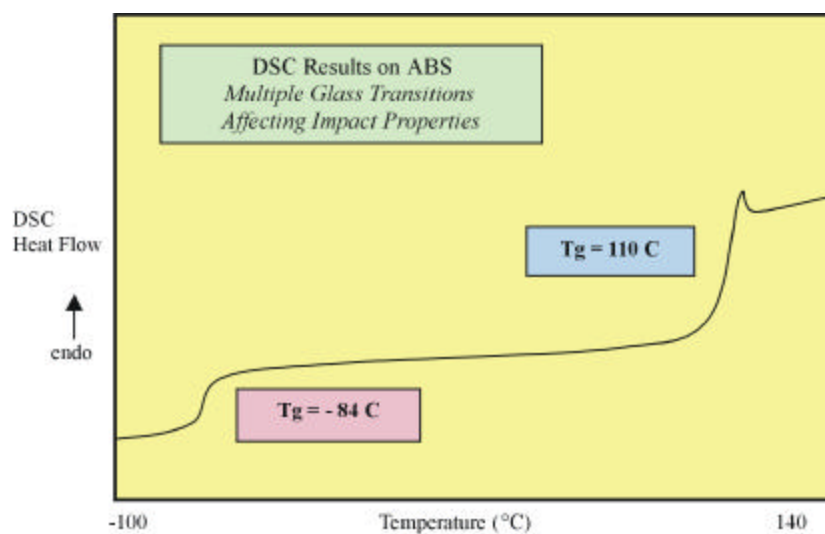 DSC Results on ABS
Multiple Glass Transitions
Affecting Impact Properties
DSC
Heat Flow
endo
Tg = 110 C
Tg = - 84 C
-100
Temperature (°C)
140